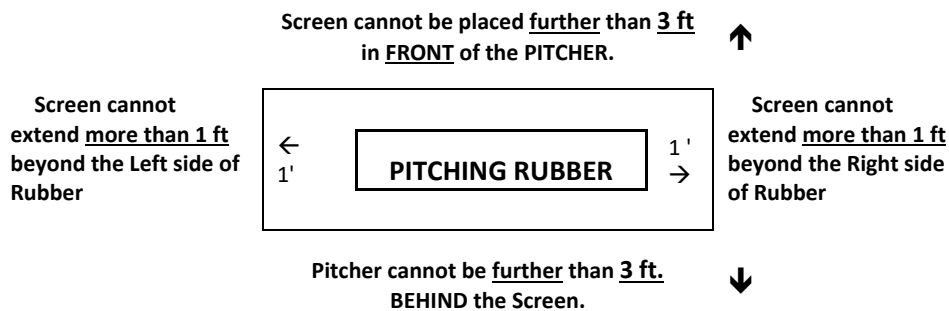 Screen cannot be placed further than 3 ft
in FRONT of the PITCHER.
Screen cannot
extend more than 1 ft
beyond the Left side of
Rubber
←
1'
PITCHING RUBBER
1 '
→
Screen cannot
extend more than 1 ft
beyond the Right side
of Rubber
Pitcher cannot be further than 3 ft.
BEHIND the Screen.